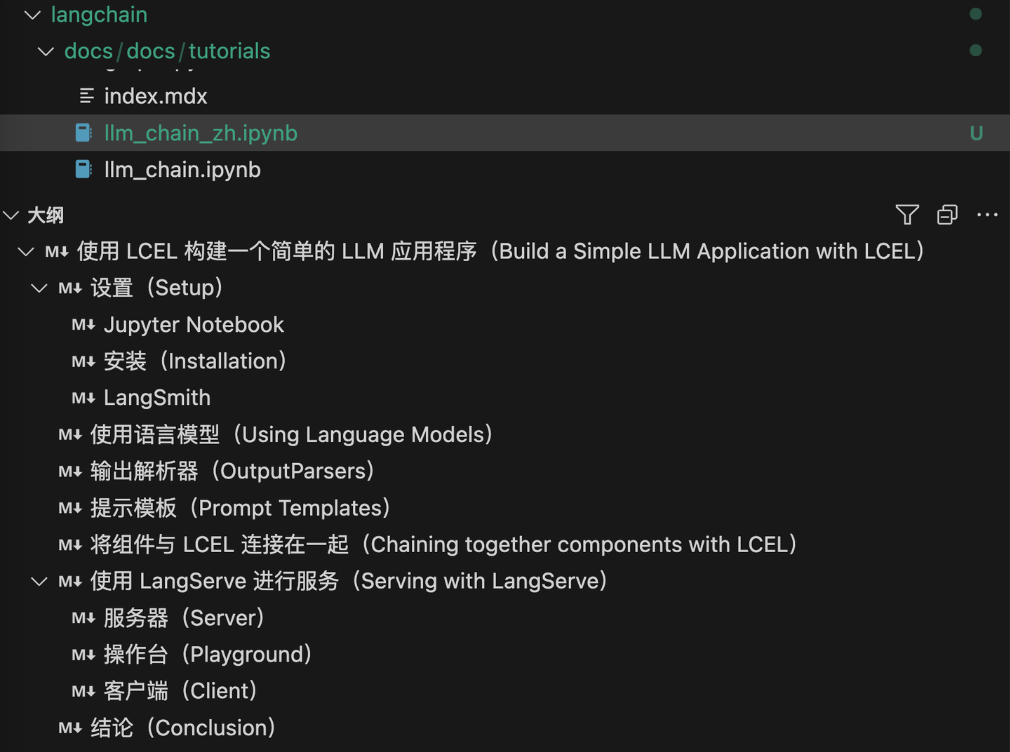 langchain
docs/docs/tutorials
index.mdx
llm_chain_zh.ipynb U
llm_chain.ipynb
大纲
M↓ 使用 LCEL 构建一个简单的 LLM 应用程序（Build a Simple LLM Application with LCEL）
M↓ 设置（Setup）
M↓ Jupyter Notebook
M↓ 安装（Installation）
M↓ LangSmith
M↓ 使用语言模型（Using Language Models）
M↓ 输出解析器（OutputParsers）
M↓ 提示模板（Prompt Templates）
M↓ 将组件与 LCEL 连接在一起（Chaining together components with LCEL）
M↓ 使用 LangServe 进行服务（Serving with LangServe）
M↓ 服务器（Server）
M↓ 操作台（Playground）
M↓ 客户端（Client）
M↓ 结论（Conclusion）